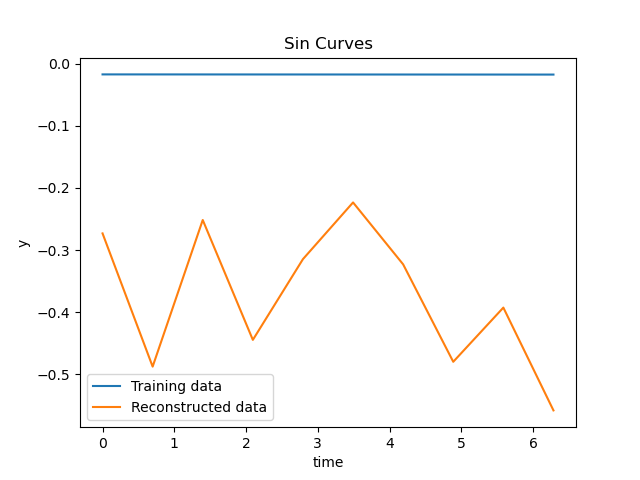 Sin Curves
0.0
−0.1
−0.2
−0.3
−0.4
−0.5
y
Training data
Reconstructed data
0 1 2 3 4 5 6
time